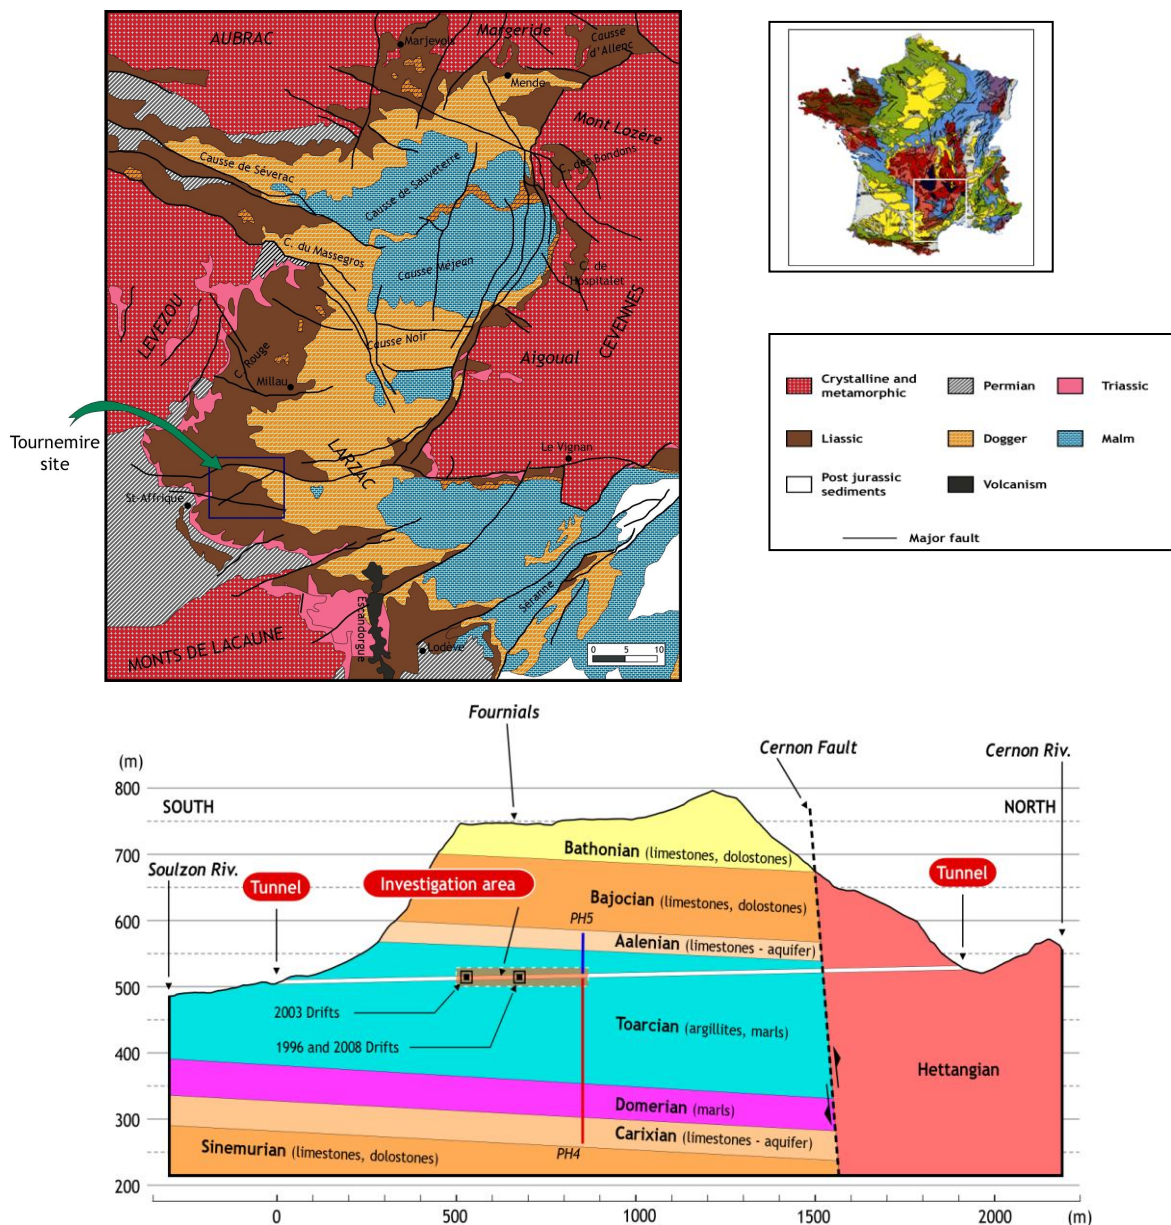 AUBRAC
Margeride
Causse
d'Allenc
Marjevols
Mende
Mont Lozère
Causse de Séverac
Causse de Sauveterre
C. des Bondons
C. du Massegros
Causse Méjean
C. de
l'Hospitalet
LEVEZOU
CEVENNES
Causse Noir
Aigoual
C. Rouge
Millau
Tournemire
site
LARZAC
Le Vignan
St-Affrique
Séranne
Escandorgue
MONTS DE LACAUNE
Lodève
0 5 10
Crystalline and
metamorphic
Permian
Triassic
Liassic
Dogger
Malm
Post jurassic
sediments
Volcanism
Major fault
Fournials
Cernon Fault
Cernon Riv.
(m)
800
SOUTH
NORTH
700
Bathonian (limestones, dolostones)
Soulzon Riv.
Tunnel
Investigation area
Tunnel
Bajocian (limestones, dolostones)
600
PH5
Aalenian (limestones - aquifer)
500
2003 Drifts
Toarcian (argillites, marls)
1996 and 2008 Drifts
400
Hettangian
Domerian (marls)
300
Carixian (limestones - aquifer)
Sinemurian (limestones, dolostones)
PH4
200
0 500 1000 1500 2000 (m)